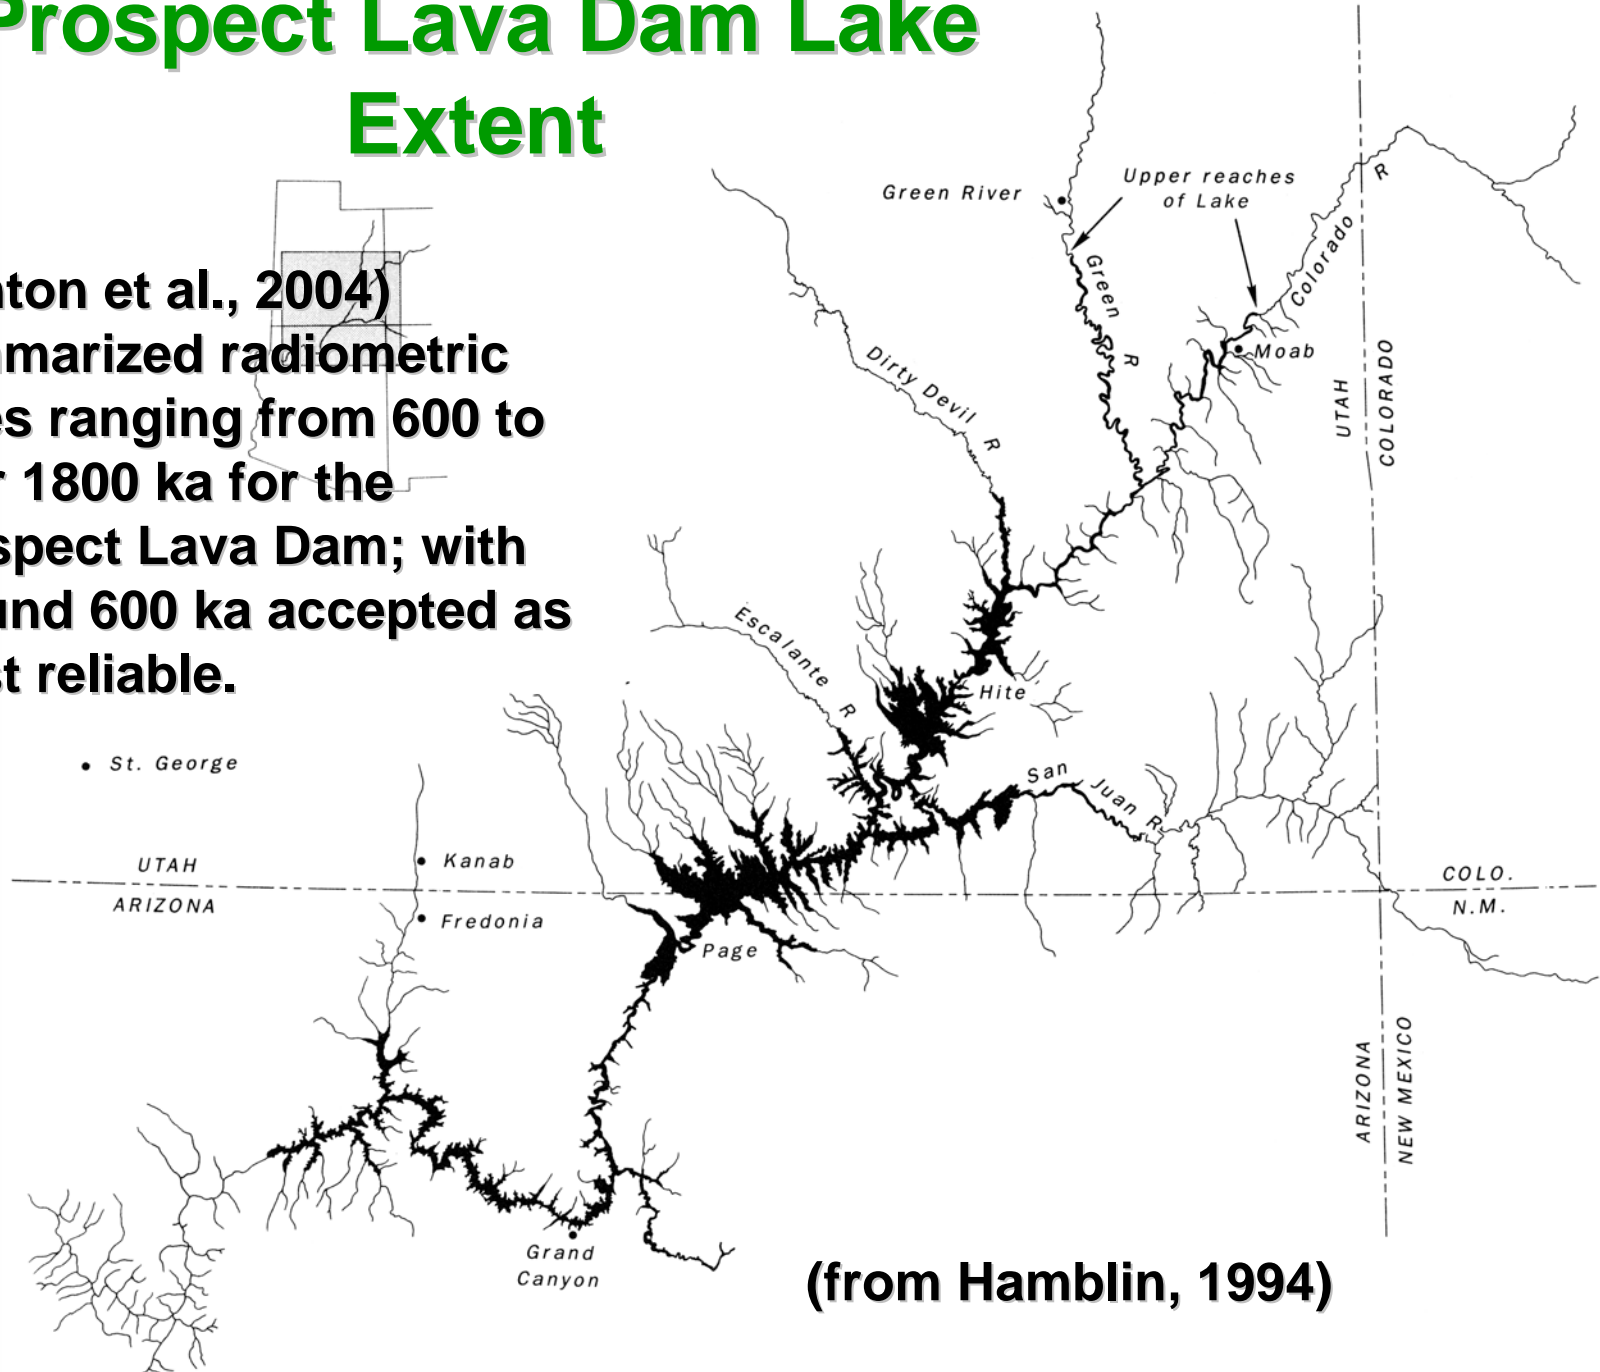 Prospect Lava Dam Lake
Extent
nton et al., 2004)
marized radiometric
es ranging from 600 to
r 1800 ka for the
spect Lava Dam; with
und 600 ka accepted as
st reliable.
Green River
Upper reaches
of Lake
Green R
Colorado R
Moab
Dirty Devil R
UTAH
COLORADO
Escalante R
Hite
San Juan R
St. George
UTAH
ARIZONA
Kanab
Fredonia
Page
COLO.
N.M.
ARIZONA
NEW MEXICO
Grand
Canyon
(from Hamblin, 1994)